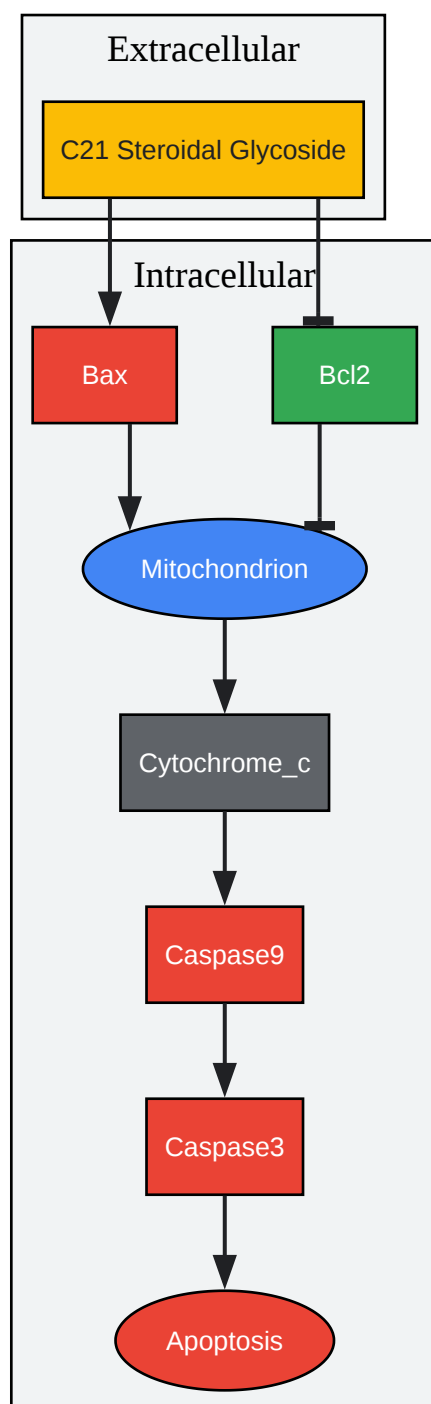 Extracellular
C21 Steroidal Glycoside
Intracellular
Bax
Bcl2
Mitochondrion
Cytochrome_c
Caspase9
Caspase3
Apoptosis